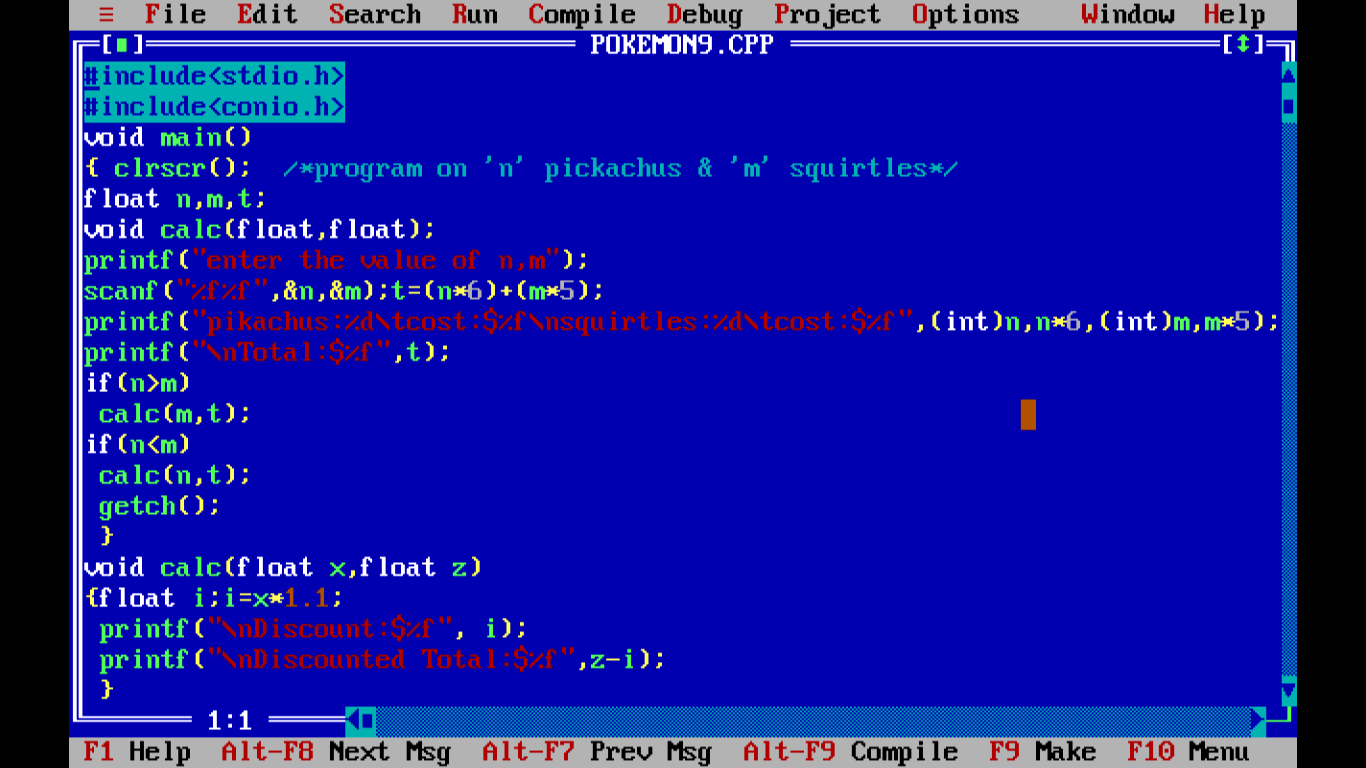 ≡ File Edit Search Run Compile Debug Project Options Window Help
[■] POKEMON9.CPP [↕]
#include<stdio.h>
#include<conio.h>
void main()
{ clrscr();  /*program on 'n' pickachus & 'm' squirtles*/
float n,m,t;
void calc(float,float);
printf("enter the value of n,m");
scanf("%f%f",&n,&m);t=(n*6)+(m*5);
printf("pikachus:%d\tcost:$%f\nsquirtles:%d\tcost:$%f",(int)n,n*6,(int)m,m*5);
printf("\nTotal:$%f",t);
if(n>m)
 calc(m,t);
if(n<m)
 calc(n,t);
 getch();
 }
void calc(float x,float z)
{float i;i=x*1.1;
 printf("\nDiscount:$%f", i);
 printf("\nDiscounted Total:$%f",z-i);
 }
1:1
F1 Help Alt-F8 Next Msg Alt-F7 Prev Msg Alt-F9 Compile F9 Make F10 Menu